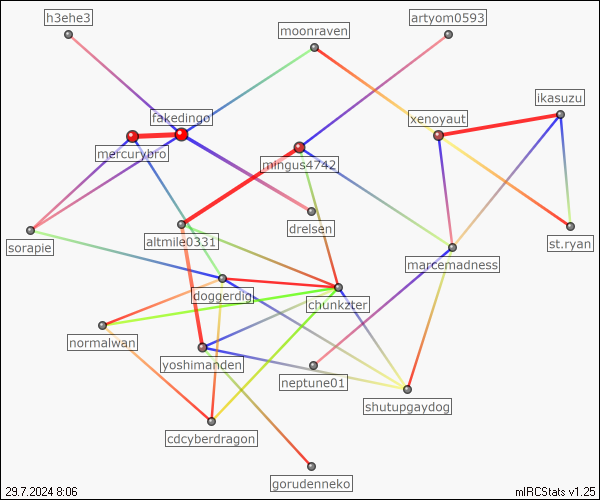 h3ehe3
artyom0593
moonraven
ikasuzu
fakedingo
xenoyaut
mercurybro
mingus4742
drelsen
sorapie
altmile0331
st.ryan
marcemadness
doggerdig
chunkzter
normalwan
yoshimanden
neptune01
shutupgaydog
cdcyberdragon
gorudenneko
29.7.2024 8:06
mIRCStats v1.25